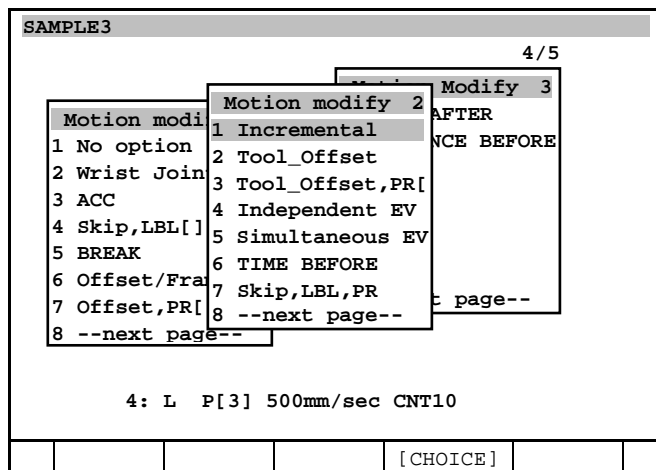 SAMPLE3
4/5
Motion modi
1 No option
2 Wrist Join
3 ACC
4 Skip,LBL[]
5 BREAK
6 Offset/Fra
7 Offset,PR[
8 --next page--
Motion modify 2
1 Incremental
2 Tool_Offset
3 Tool_Offset,PR[
4 Independent EV
5 Simultaneous EV
6 TIME BEFORE
7 Skip,LBL,PR
8 --next page--
Modify 3
AFTER
NCE BEFORE
page--
4: L P[3] 500mm/sec CNT10
[CHOICE]